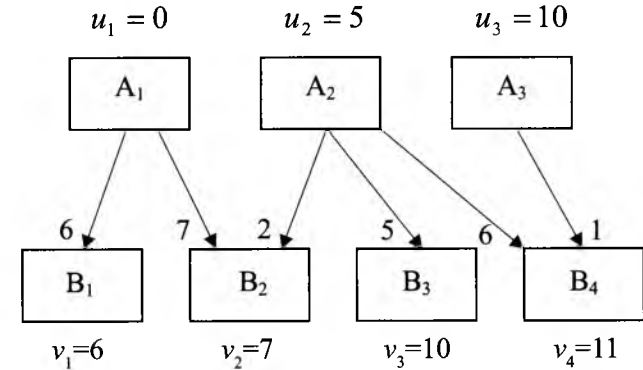 u₁ = 0 u₂ = 5 u₃ = 10
A₁ A₂ A₃
6 7 2 5 6 1
B₁ B₂ B₃ B₄
v₁=6 v₂=7 v₃=10 v₄=11